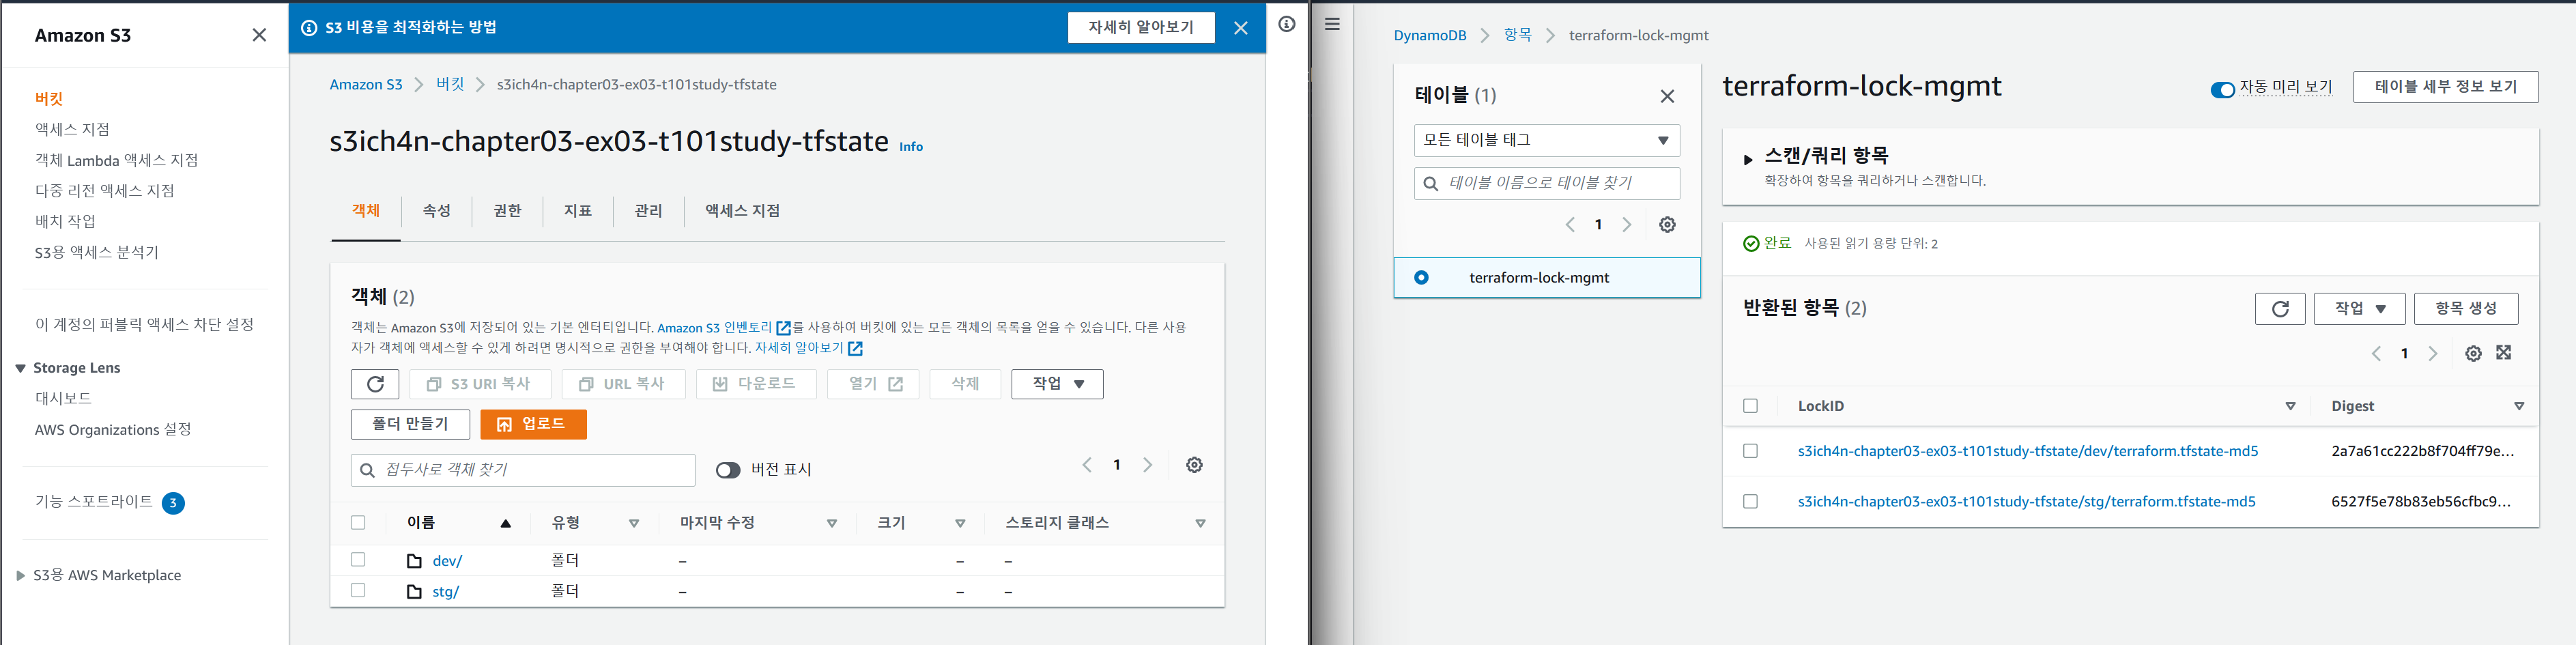 Amazon S3
버킷
액세스 지점
객체 Lambda 액세스 지점
다중 리전 액세스 지점
배치 작업
S3용 액세스 분석기
이 계정의 퍼블릭 액세스 차단 설정
Storage Lens
대시보드
AWS Organizations 설정
기능 스포트라이트 3
S3용 AWS Marketplace
S3 비용을 최적화하는 방법
자세히 알아보기
Amazon S3 버킷 s3ich4n-chapter03-ex03-t101study-tfstate
s3ich4n-chapter03-ex03-t101study-tfstate Info
객체 속성 권한 지표 관리 액세스 지점
객체 (2)
객체는 Amazon S3에 저장되어 있는 기본 엔터티입니다. Amazon S3 인벤토리를 사용하여 버킷에 있는 모든 객체의 목록을 얻을 수 있습니다. 다른 사용
자가 객체에 액세스할 수 있게 하려면 명시적으로 권한을 부여해야 합니다. 자세히 알아보기
S3 URI 복사 URL 복사 다운로드 열기 삭제 작업
폴더 만들기 업로드
접두사로 객체 찾기 버전 표시 1
이름 유형 마지막 수정 크기 스토리지 클래스
dev/ 폴더 – – –
stg/ 폴더 – – –
DynamoDB 항목 terraform-lock-mgmt
테이블 (1)
모든 테이블 태그
테이블 이름으로 테이블 찾기
1
terraform-lock-mgmt
terraform-lock-mgmt
자동 미리 보기 테이블 세부 정보 보기
스캔/쿼리 항목
확장하여 항목을 쿼리하거나 스캔합니다.
완료 사용된 읽기 용량 단위: 2
반환된 항목 (2)
작업 항목 생성
1
LockID Digest
s3ich4n-chapter03-ex03-t101study-tfstate/dev/terraform.tfstate-md5 2a7a61cc222b8f704ff79e...
s3ich4n-chapter03-ex03-t101study-tfstate/stg/terraform.tfstate-md5 6527f5e78b83eb56cfbc9...